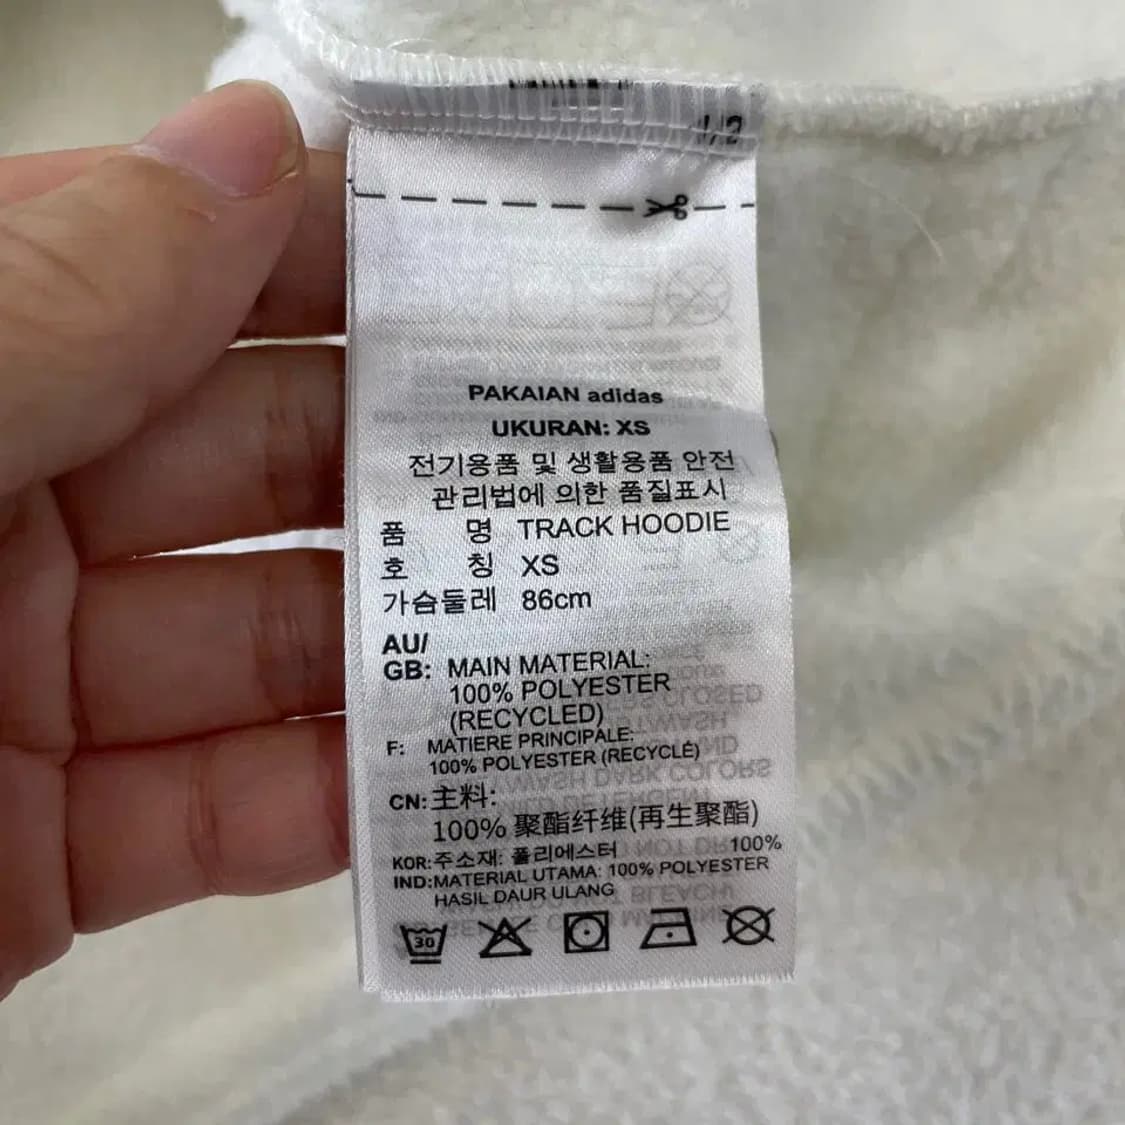 1/2
PAKAIAN adidas
UKURAN: XS
전기용품 및 생활용품 안전
관리법에 의한 품질표시
품 명 TRACK HOODIE
호 칭 XS
가슴둘레 86cm
AU/
GB: MAIN MATERIAL:
100% POLYESTER
(RECYCLED)
F: MATIERE PRINCIPALE:
100% POLYESTER (RECYCLÉ)
CN: 主料:
100% 聚酯纤维(再生聚酯)
KOR: 주소재: 폴리에스터 100%
IND: MATERIAL UTAMA: 100% POLYESTER
HASIL DAUR ULANG
30